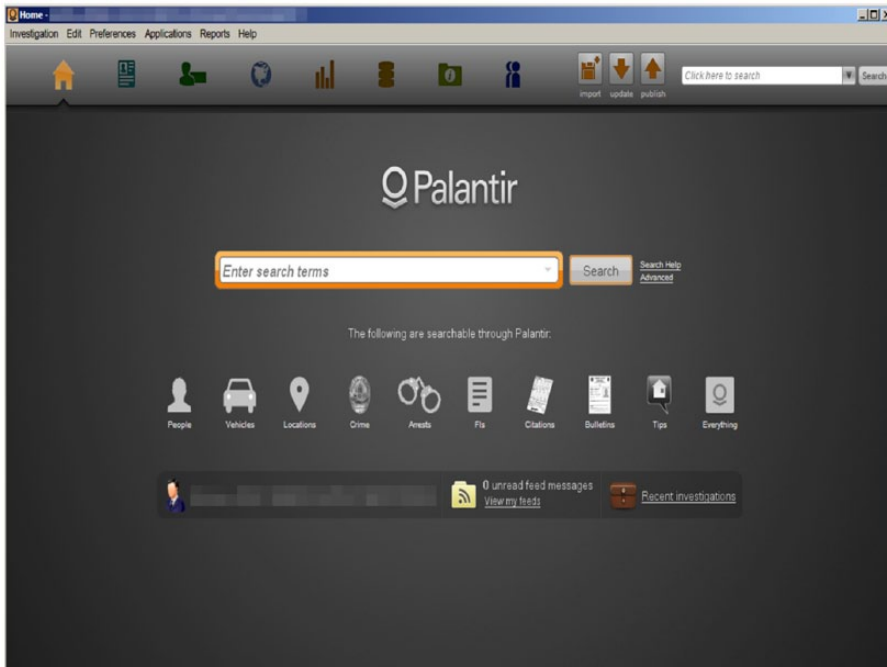 Home -
Investigation Edit Preferences Applications Reports Help
import update publish
Click here to search
Search
Palantir
Enter search terms
Search
Search Help
Advanced
The following are searchable through Palantir:
People Vehicles Locations Crime Arrests FIs Citations Bulletins Tips Everything
0 unread feed messages
View my feeds
Recent investigations